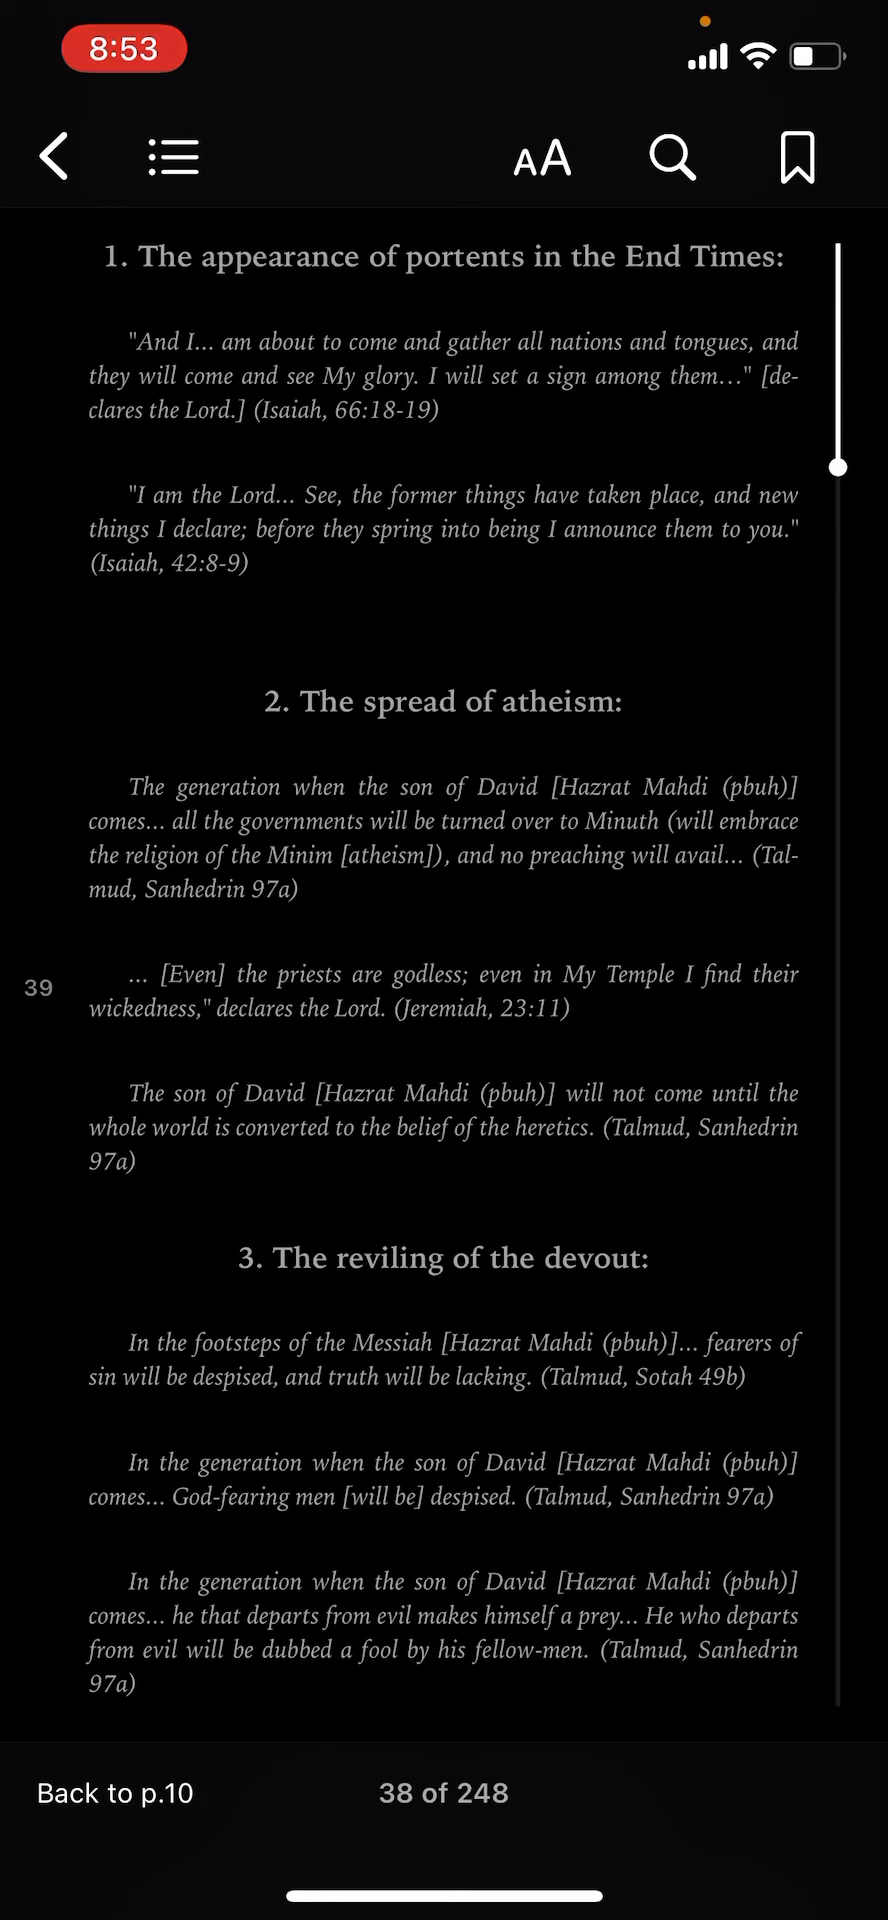 8:53
AA
1. The appearance of portents in the End Times:
"And I... am about to come and gather all nations and tongues, and
they will come and see My glory. I will set a sign among them..." [de-
clares the Lord.] (Isaiah, 66:18-19)
"I am the Lord... See, the former things have taken place, and new
things I declare; before they spring into being I announce them to you."
(Isaiah, 42:8-9)
2. The spread of atheism:
The generation when the son of David [Hazrat Mahdi (pbuh)]
comes... all the governments will be turned over to Minuth (will embrace
the religion of the Minim [atheism]), and no preaching will avail... (Tal-
mud, Sanhedrin 97a)
39
... [Even] the priests are godless; even in My Temple I find their
wickedness," declares the Lord. (Jeremiah, 23:11)
The son of David [Hazrat Mahdi (pbuh)] will not come until the
whole world is converted to the belief of the heretics. (Talmud, Sanhedrin
97a)
3. The reviling of the devout:
In the footsteps of the Messiah [Hazrat Mahdi (pbuh)]... fearers of
sin will be despised, and truth will be lacking. (Talmud, Sotah 49b)
In the generation when the son of David [Hazrat Mahdi (pbuh)]
comes... God-fearing men [will be] despised. (Talmud, Sanhedrin 97a)
In the generation when the son of David [Hazrat Mahdi (pbuh)]
comes... he that departs from evil makes himself a prey... He who departs
from evil will be dubbed a fool by his fellow-men. (Talmud, Sanhedrin
97a)
Back to p.10
38 of 248